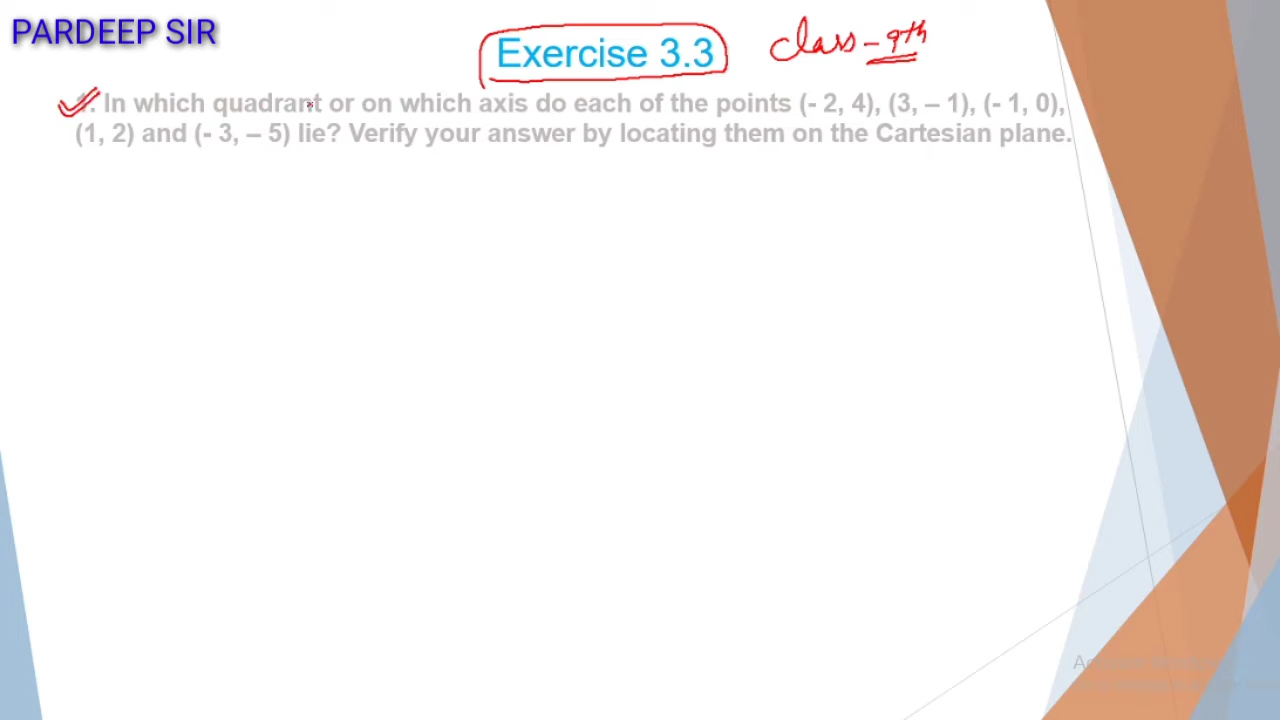 PARDEEP SIR
Exercise 3.3
class - 9th
1. In which quadrant or on which axis do each of the points (- 2, 4), (3, – 1), (- 1, 0),
(1, 2) and (- 3, – 5) lie? Verify your answer by locating them on the Cartesian plane.